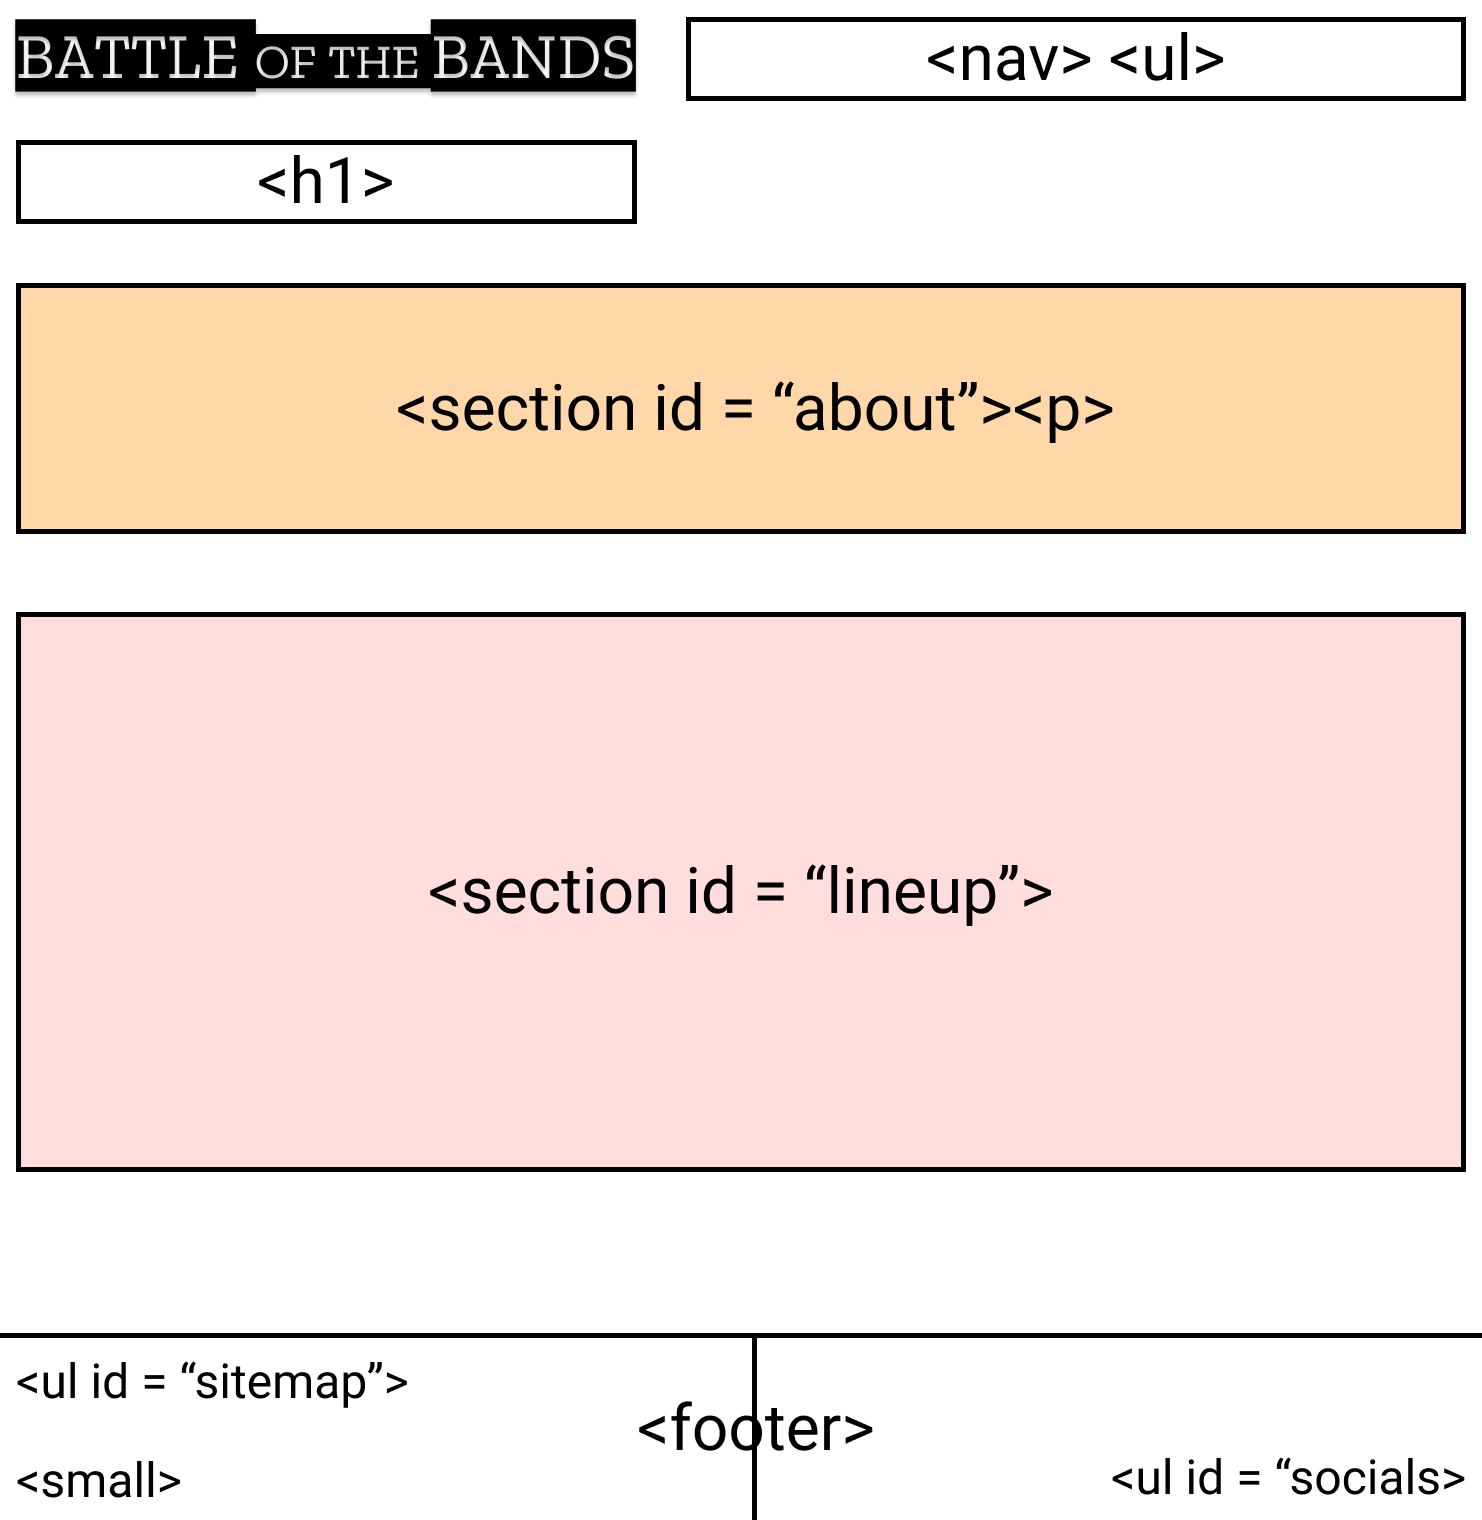 BATTLE OF THE BANDS
<nav> <ul>
<h1>
<section id = “about”><p>
<section id = “lineup”>
<ul id = “sitemap”>
<footer>
<small>
<ul id = “socials>